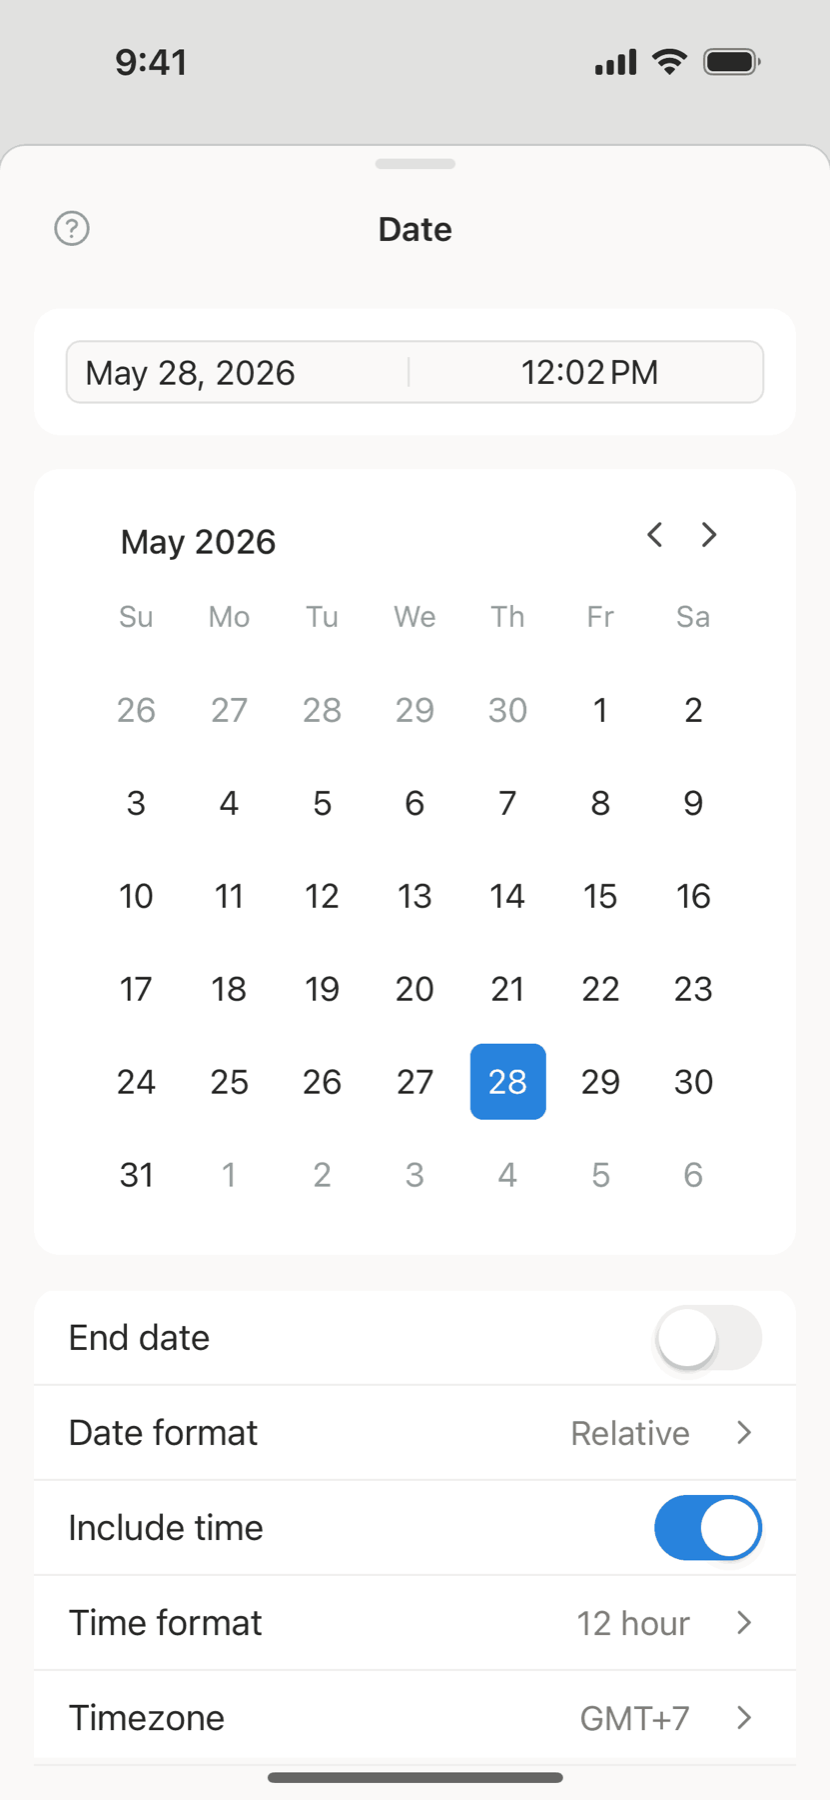 9:41
?
Date
May 28, 2026 12:02 PM
May 2026
Su Mo Tu We Th Fr Sa
26 27 28 29 30 1 2
3 4 5 6 7 8 9
10 11 12 13 14 15 16
17 18 19 20 21 22 23
24 25 26 27 28 29 30
31 1 2 3 4 5 6
End date
Date format Relative
Include time
Time format 12 hour
Timezone GMT+7